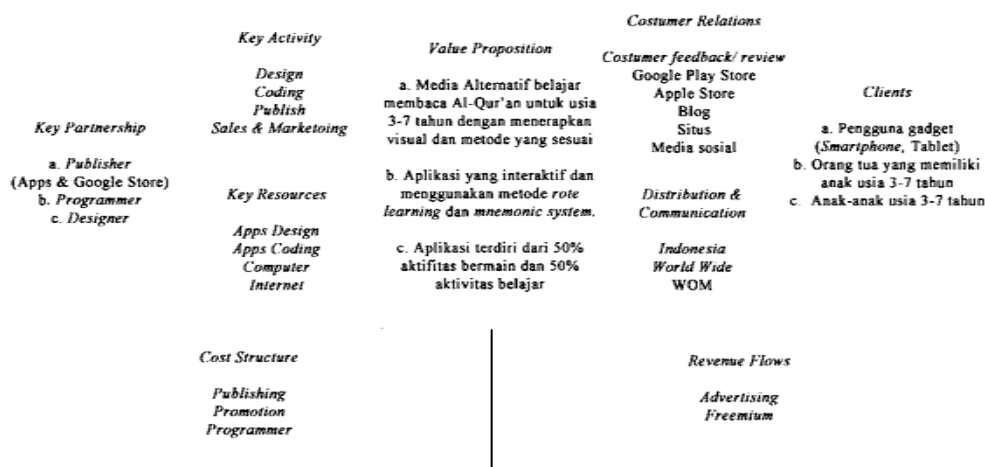 Key Partnership
a. Publisher
(Apps & Google Store)
b. Programmer
c. Designer
Key Activity
Design
Coding
Publish
Sales & Marketoing
Key Resources
Apps Design
Apps Coding
Computer
Internet
Value Proposition
a. Media Alternatif belajar
membaca Al-Qur'an untuk usia
3-7 tahun dengan menerapkan
visual dan metode yang sesuai
b. Aplikasi yang interaktif dan
menggunakan metode rote
learning dan mnemonic system.
c. Aplikasi terdiri dari 50%
aktifitas bermain dan 50%
aktivitas belajar
Costumer Relations
Costumer feedback/ review
Google Play Store
Apple Store
Blog
Situs
Media sosial
Distribution &
Communication
Indonesia
World Wide
WOM
Clients
a. Pengguna gadget
(Smartphone, Tablet)
b. Orang tua yang memiliki
anak usia 3-7 tahun
c. Anak-anak usia 3-7 tahun
Cost Structure
Publishing
Promotion
Programmer
Revenue Flows
Advertising
Freemium